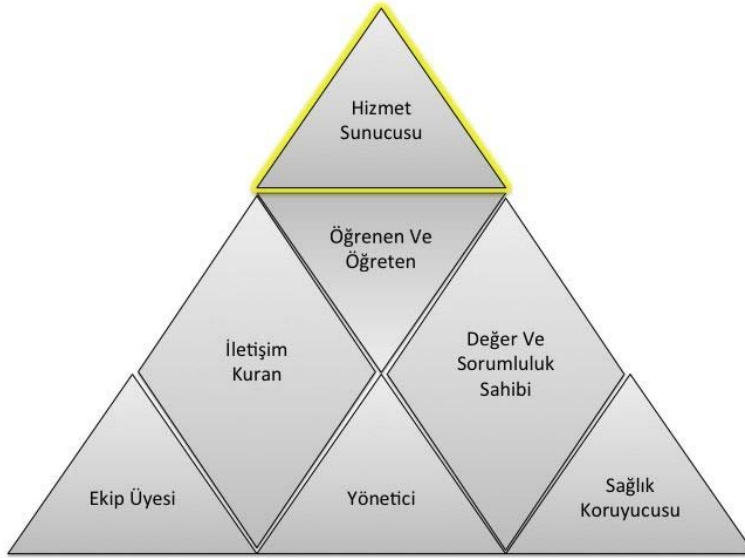 Hizmet
Sunucusu
Öğrenen Ve
Öğreten
İletişim
Kuran
Değer Ve
Sorumluluk
Sahibi
Ekip Üyesi
Yönetici
Sağlık
Koruyucusu